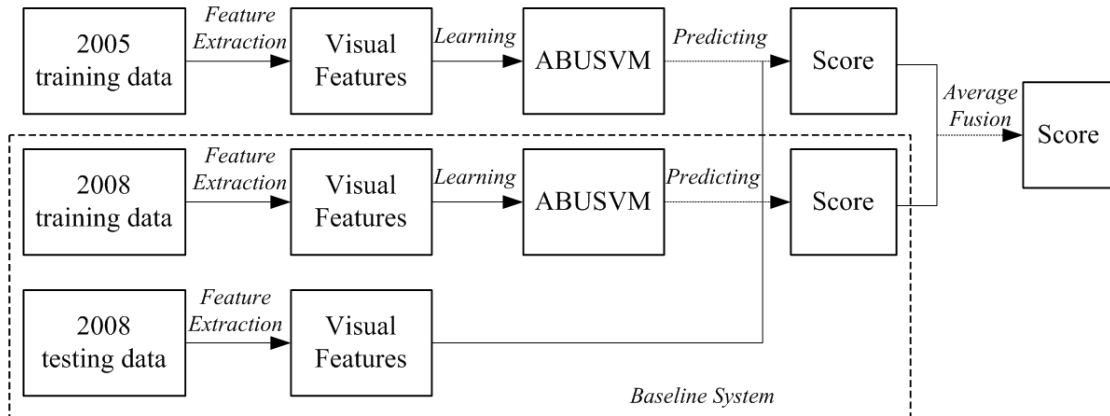 2005
training data
Feature
Extraction
Visual
Features
Learning
ABUSVM
Predicting
Score
Average
Fusion
Score
2008
training data
Feature
Extraction
Visual
Features
Learning
ABUSVM
Predicting
Score
2008
testing data
Feature
Extraction
Visual
Features
Baseline System